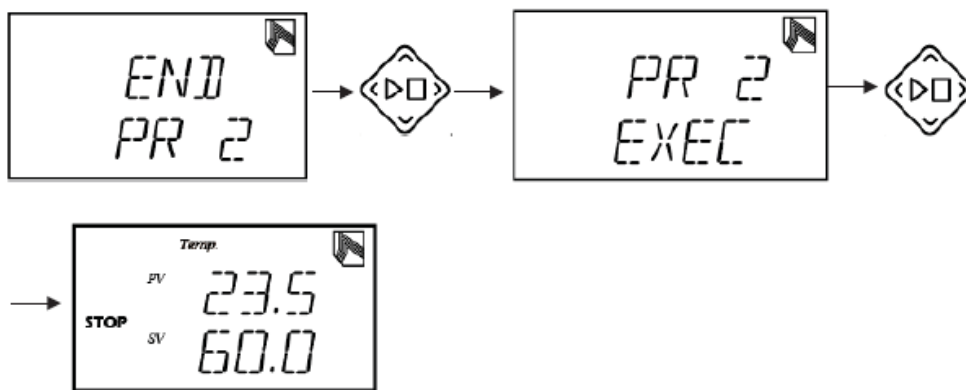 END
PR 2
PR 2
EXEC
Temp.
PV 23.5
STOP
SV 60.0